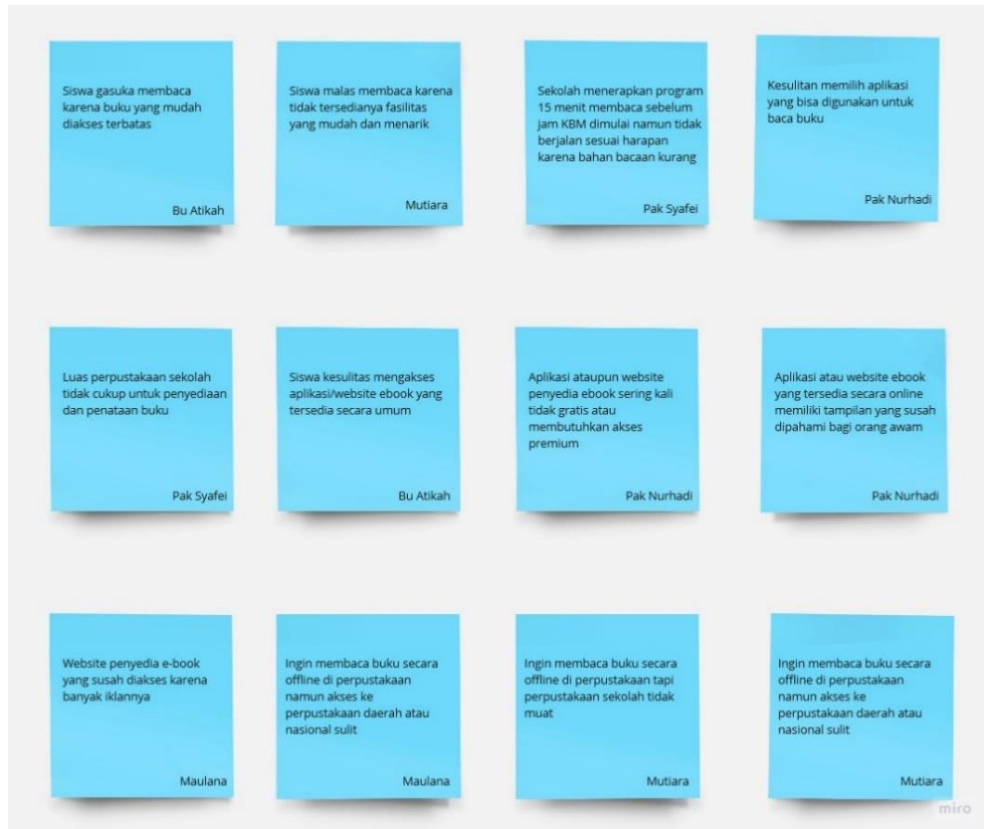 Siswa gasuka membaca
karena buku yang mudah
diakses terbatas
Bu Atikah
Siswa malas membaca karena
tidak tersedianya fasilitas
yang mudah dan menarik
Mutiara
Sekolah menerapkan program
15 menit membaca sebelum
jam KBM dimulai namun tidak
berjalan sesuai harapan
karena bahan bacaan kurang
Pak Syafei
Kesulitan memilih aplikasi
yang bisa digunakan untuk
baca buku
Pak Nurhadi
Luas perpustakaan sekolah
tidak cukup untuk penyediaan
dan penataan buku
Pak Syafei
Siswa kesulitas mengakses
aplikasi/website ebook yang
tersedia secara umum
Bu Atikah
Aplikasi ataupun website
penyedia ebook sering kali
tidak gratis atau
membutuhkan akses
premium
Pak Nurhadi
Aplikasi atau website ebook
yang tersedia secara online
memiliki tampilan yang susah
dipahami bagi orang awam
Pak Nurhadi
Website penyedia e-book
yang susah diakses karena
banyak iklannya
Maulana
Ingin membaca buku secara
offline di perpustakaan
namun akses ke
perpustakaan daerah atau
nasional sulit
Maulana
Ingin membaca buku secara
offline di perpustakaan tapi
perpustakaan sekolah tidak
muat
Mutiara
Ingin membaca buku secara
offline di perpustakaan
namun akses ke
perpustakaan daerah atau
nasional sulit
Mutiara
miro